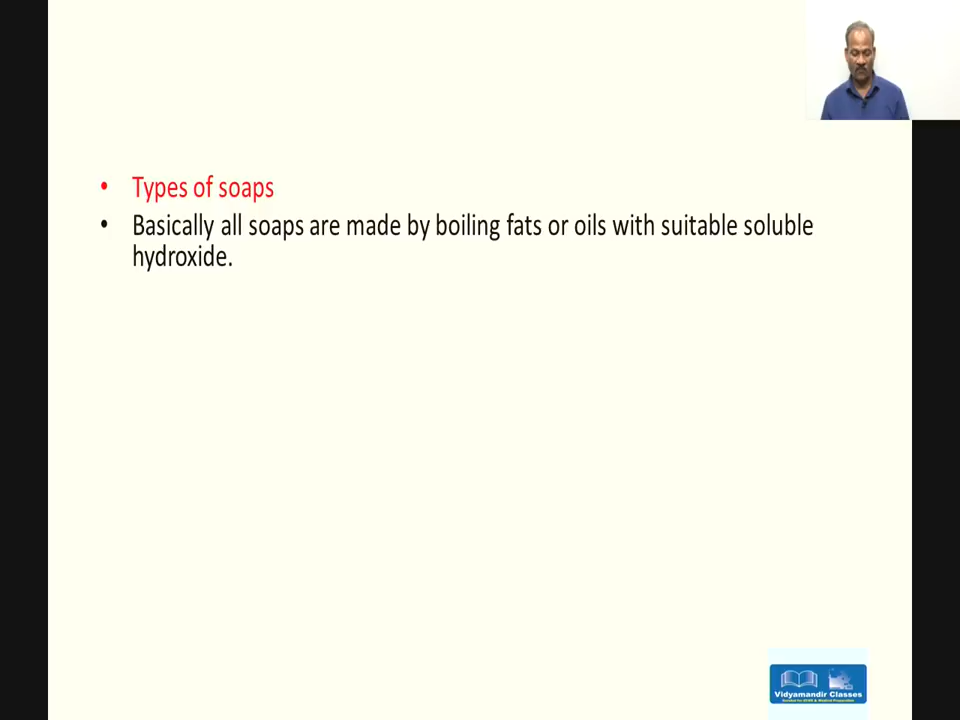 • Types of soaps
• Basically all soaps are made by boiling fats or oils with suitable soluble
hydroxide.
Vidyamandir Classes